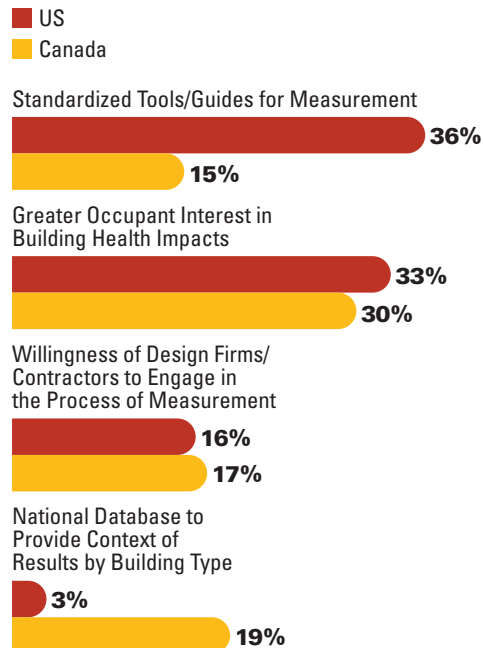 US
Canada
Standardized Tools/Guides for Measurement
36%
15%
Greater Occupant Interest in
Building Health Impacts
33%
30%
Willingness of Design Firms/
Contractors to Engage in
the Process of Measurement
16%
17%
National Database to
Provide Context of
Results by Building Type
3%
19%